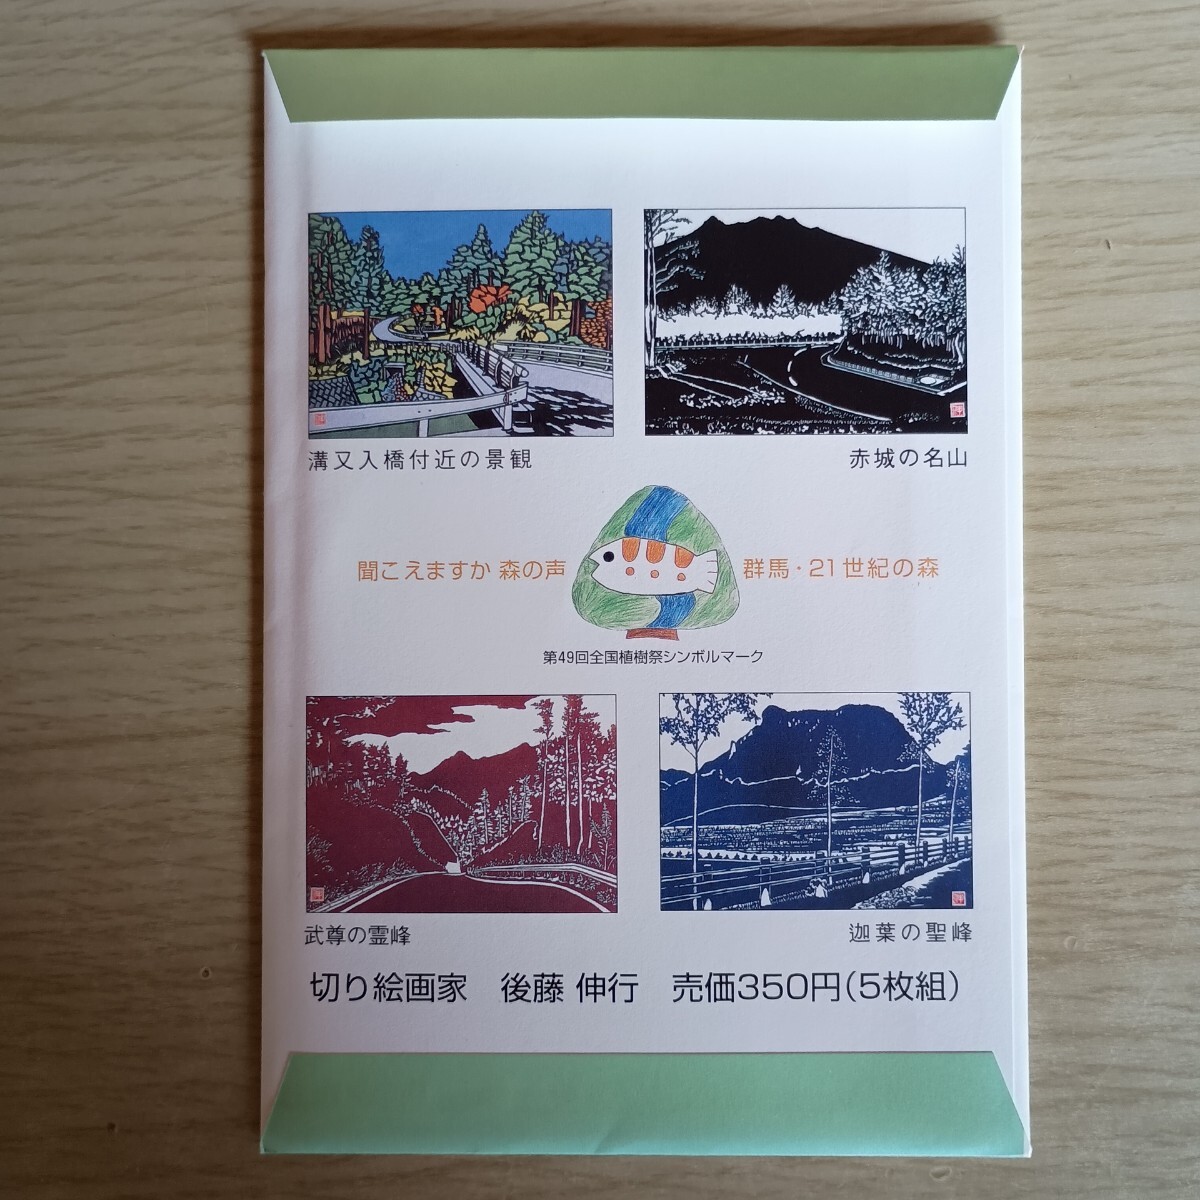 溝又入橋付近の景観
赤城の名山
聞こえますか 森の声
群馬・21世紀の森
第49回全国植樹祭シンボルマーク
武尊の霊峰
迦葉の聖峰
切り絵画家 後藤 伸行 売価350円(5枚組)